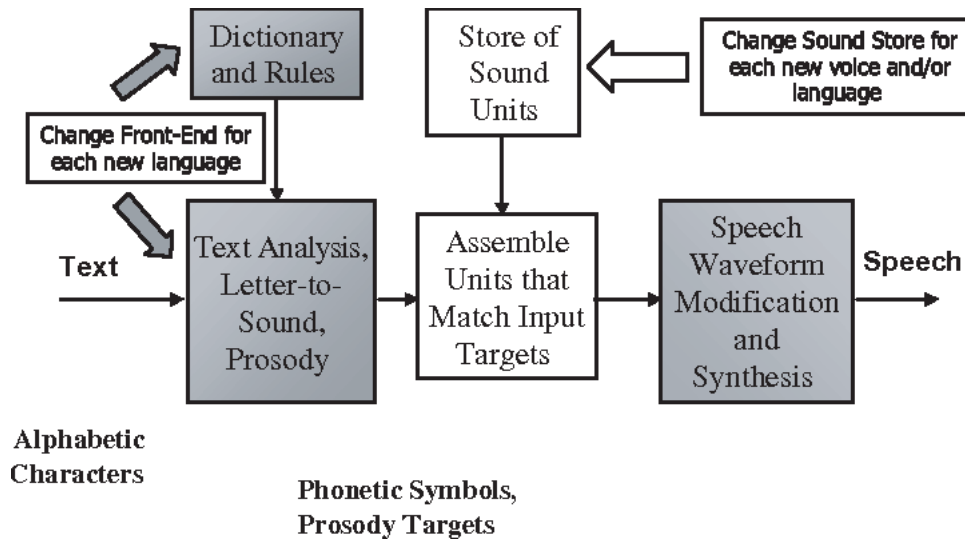 Dictionary
and Rules
Store of
Sound
Units
Change Sound Store for
each new voice and/or
language
Change Front-End for
each new language
Text
Text Analysis,
Letter-to-
Sound,
Prosody
Assemble
Units that
Match Input
Targets
Speech
Waveform
Modification
and
Synthesis
Speech
Alphabetic
Characters
Phonetic Symbols,
Prosody Targets